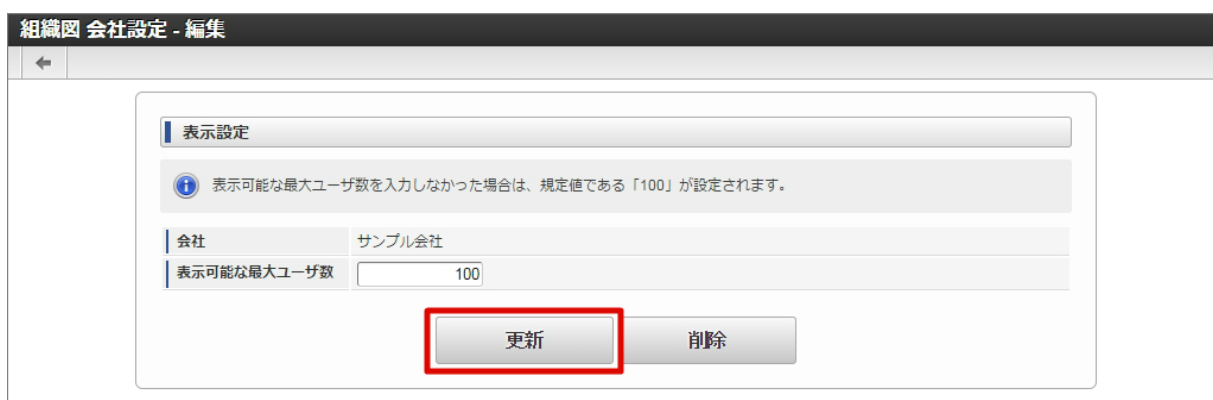 組織図 会社設定 - 編集
表示設定
表示可能な最大ユーザ数を入力しなかった場合は、規定値である「100」が設定されます。
会社 サンプル会社
表示可能な最大ユーザ数 100
更新 削除